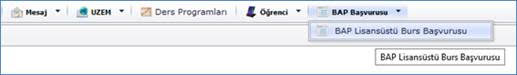 Mesaj UZEM Ders Programları Öğrenci BAP Başvurusu
BAP Lisansüstü Burs Başvurusu
BAP Lisansüstü Burs Başvurusu